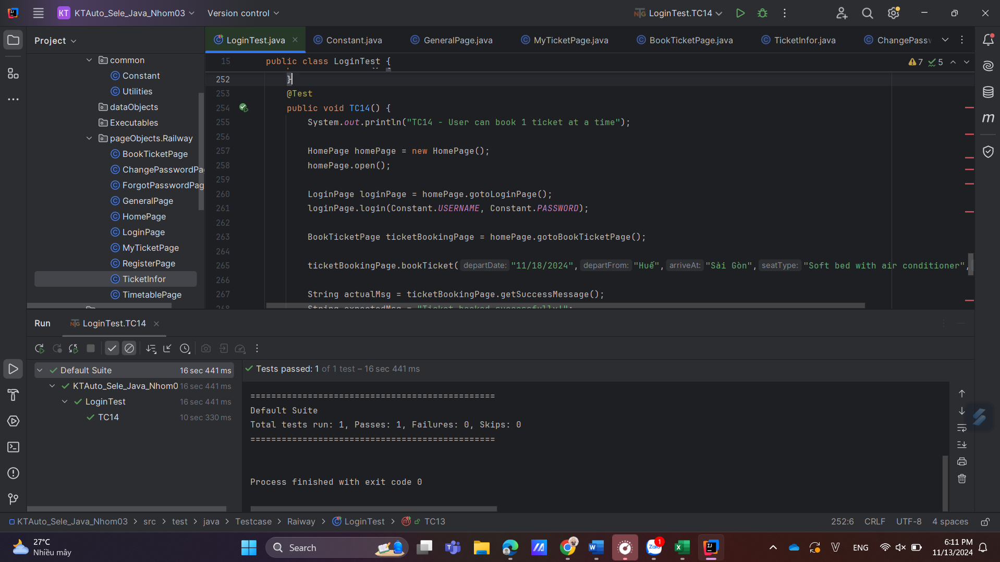 KT KTAuto_Sele_Java_Nhom03 Version control LoginTest.TC14
Project
LoginTest.java Constant.java GeneralPage.java MyTicketPage.java BookTicketPage.java TicketInfor.java ChangePassw
common
Constant
Utilities
dataObjects
Executables
pageObjects.Railway
BookTicketPage
ChangePasswordPa
ForgotPasswordPag
GeneralPage
HomePage
LoginPage
MyTicketPage
RegisterPage
TicketInfor
TimetablePage
15 public class LoginTest { 7 5
252 }
253 @Test
254 public void TC14() {
255 System.out.println("TC14 - User can book 1 ticket at a time");
256
257 HomePage homePage = new HomePage();
258 homePage.open();
259
260 LoginPage loginPage = homePage.gotoLoginPage();
261 loginPage.login(Constant.USERNAME, Constant.PASSWORD);
262
263 BookTicketPage ticketBookingPage = homePage.gotoBookTicketPage();
264
265 ticketBookingPage.bookTicket( departDate: "11/18/2024", departFrom: "Huế", arriveAt: "Sài Gòn", seatType: "Soft bed with air conditioner",
266
267 String actualMsg = ticketBookingPage.getSuccessMessage();
268 String expectedMsg = "Ticket booked successfully!";
Run LoginTest.TC14
Default Suite 16 sec 441 ms
KTAuto_Sele_Java_Nhom0 16 sec 441 ms
LoginTest 16 sec 441 ms
TC14 10 sec 330 ms
Tests passed: 1 of 1 test – 16 sec 441 ms
===============================================
Default Suite
Total tests run: 1, Passes: 1, Failures: 0, Skips: 0
===============================================
Process finished with exit code 0
KTAuto_Sele_Java_Nhom03 > src > test > java > Testcase > Raiway > LoginTest > TC13 252:6 CRLF UTF-8 4 spaces
27°C
Nhiều mây
Search
Zalo 1
ENG
6:11 PM
11/13/2024